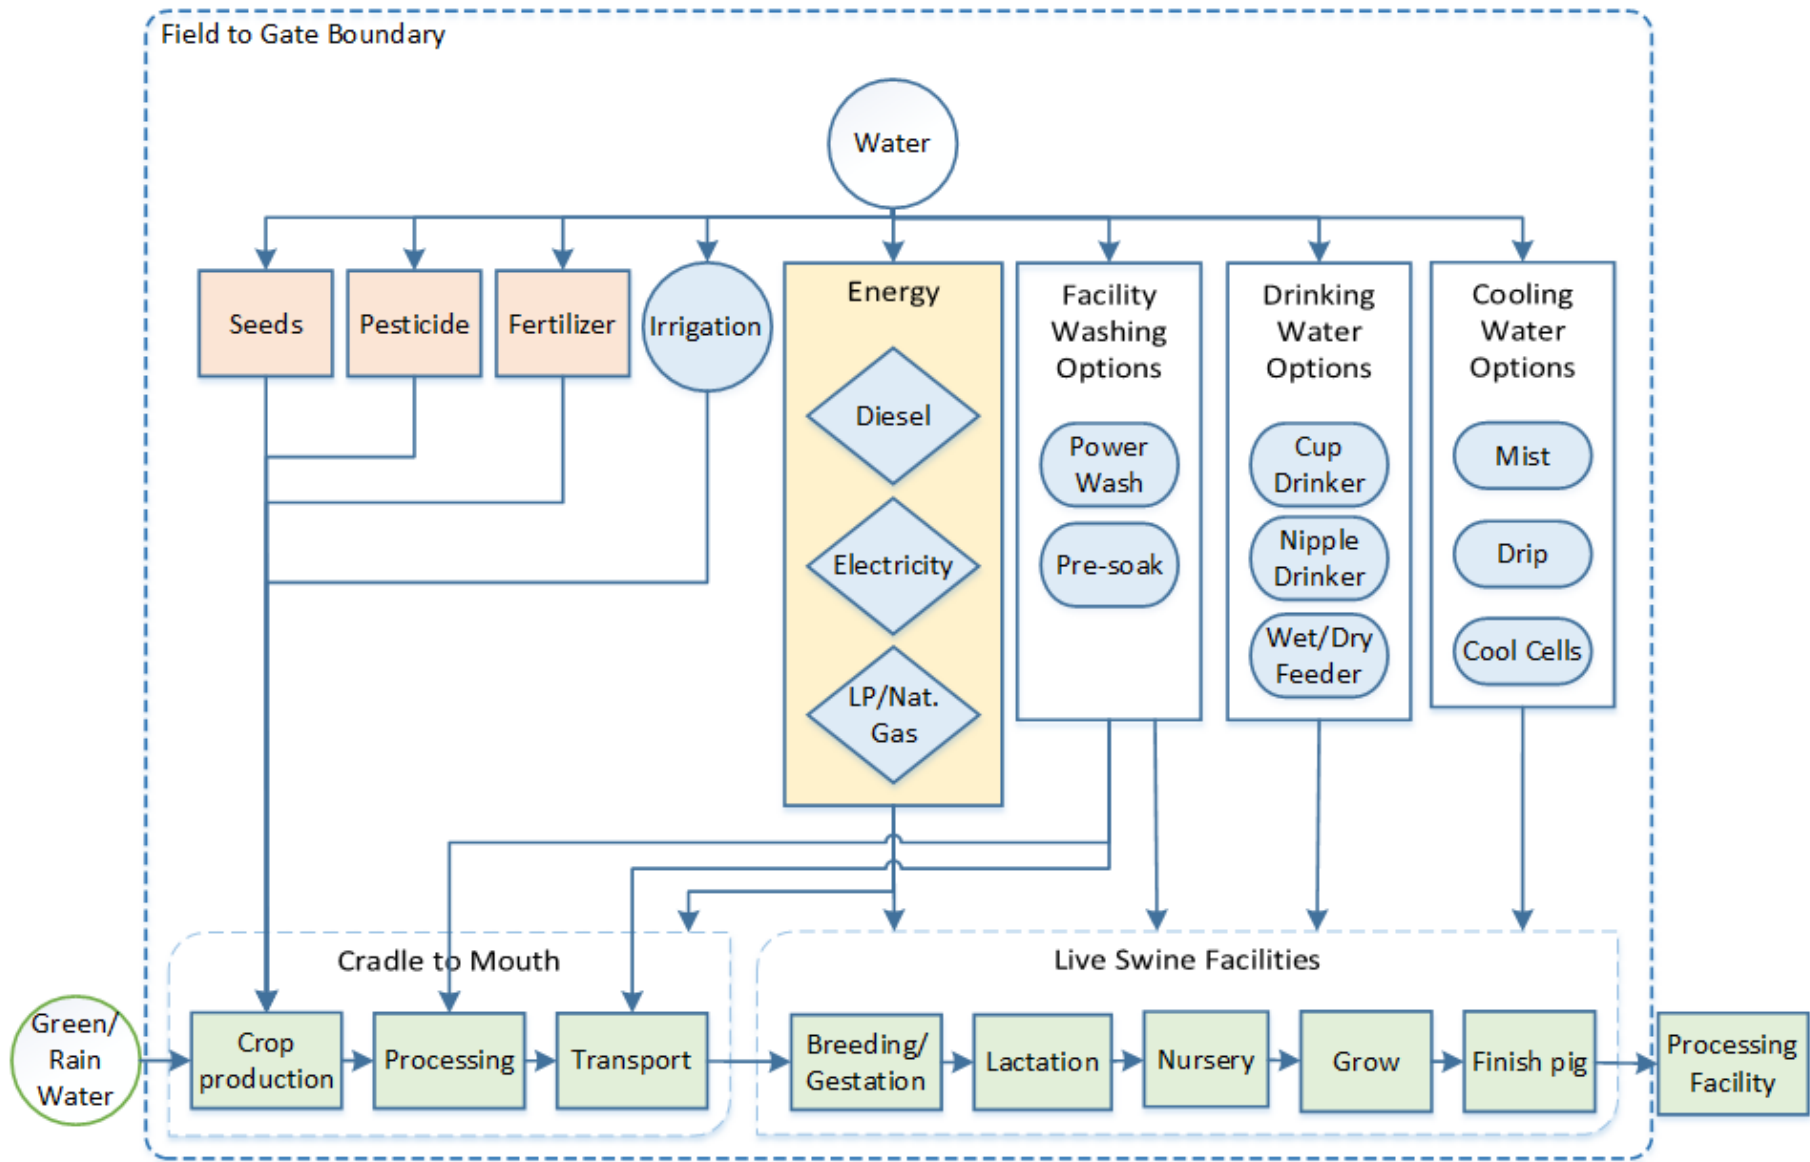 Field to Gate Boundary
Water
Seeds
Pesticide
Fertilizer
Irrigation
Energy
Diesel
Electricity
LP/Nat.
Gas
Facility
Washing
Options
Power
Wash
Pre-soak
Drinking
Water
Options
Cup
Drinker
Nipple
Drinker
Wet/Dry
Feeder
Cooling
Water
Options
Mist
Drip
Cool Cells
Cradle to Mouth
Live Swine Facilities
Green/
Rain
Water
Crop
production
Processing
Transport
Breeding/
Gestation
Lactation
Nursery
Grow
Finish pig
Processing
Facility